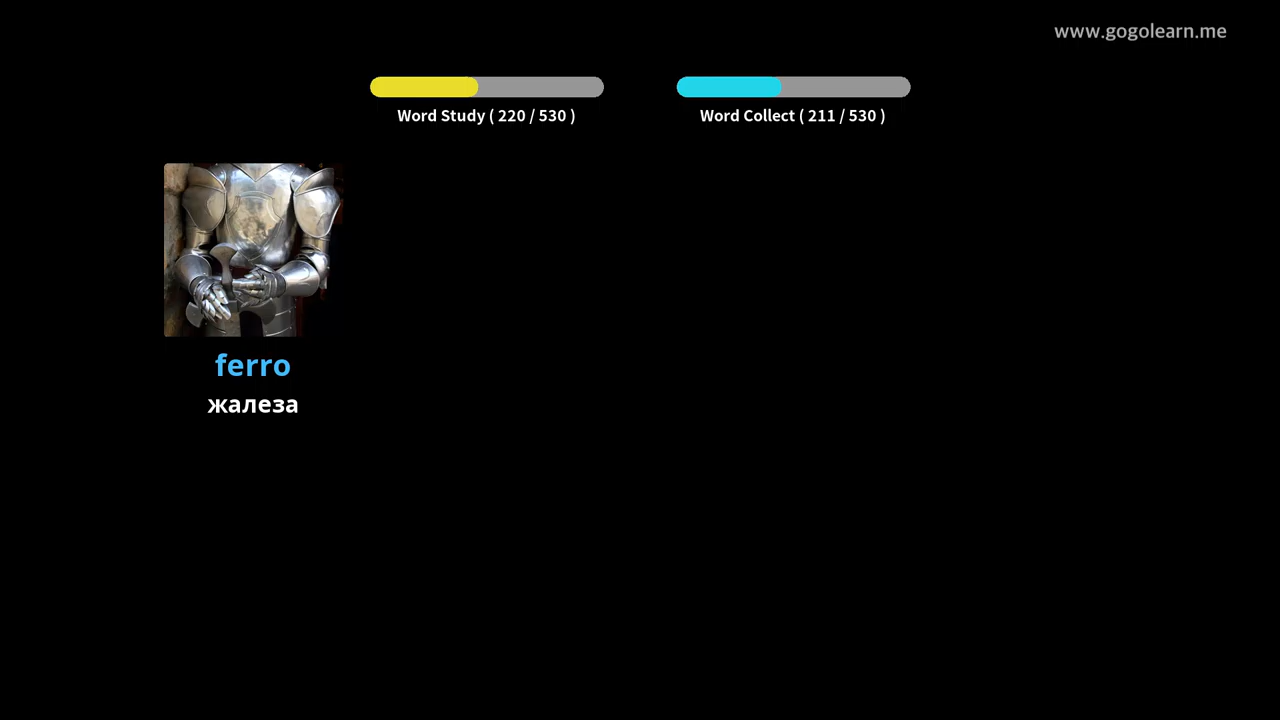 www.gogolearn.me
Word Study ( 220 / 530 )
Word Collect ( 211 / 530 )
ferro
жалеза